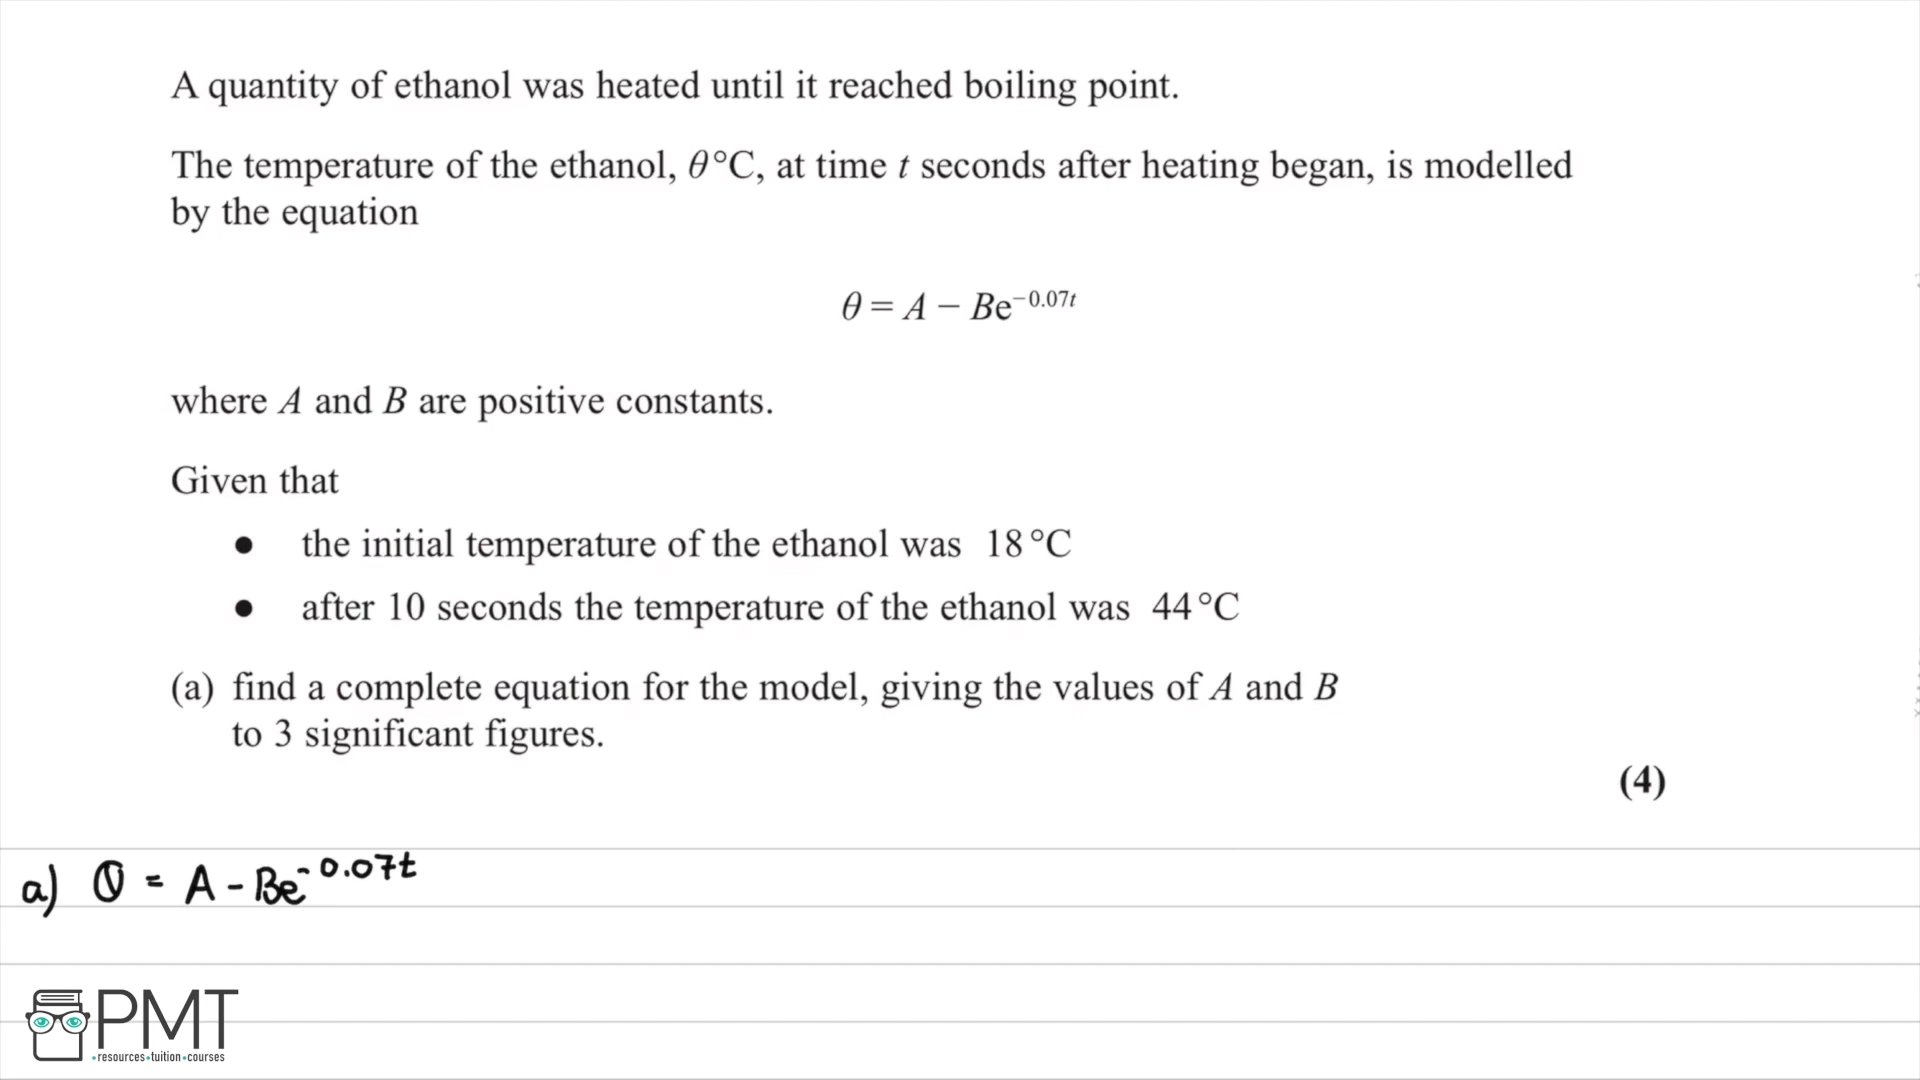 A quantity of ethanol was heated until it reached boiling point.
The temperature of the ethanol, θ °C, at time t seconds after heating began, is modelled
by the equation
θ = A − Be⁻⁰·⁰⁷ᵗ
where A and B are positive constants.
Given that
● the initial temperature of the ethanol was 18 °C
● after 10 seconds the temperature of the ethanol was 44 °C
(a) find a complete equation for the model, giving the values of A and B
to 3 significant figures.
(4)
a) θ = A - Be⁻⁰·⁰⁷ᵗ
PMT
•resources•tuition•courses